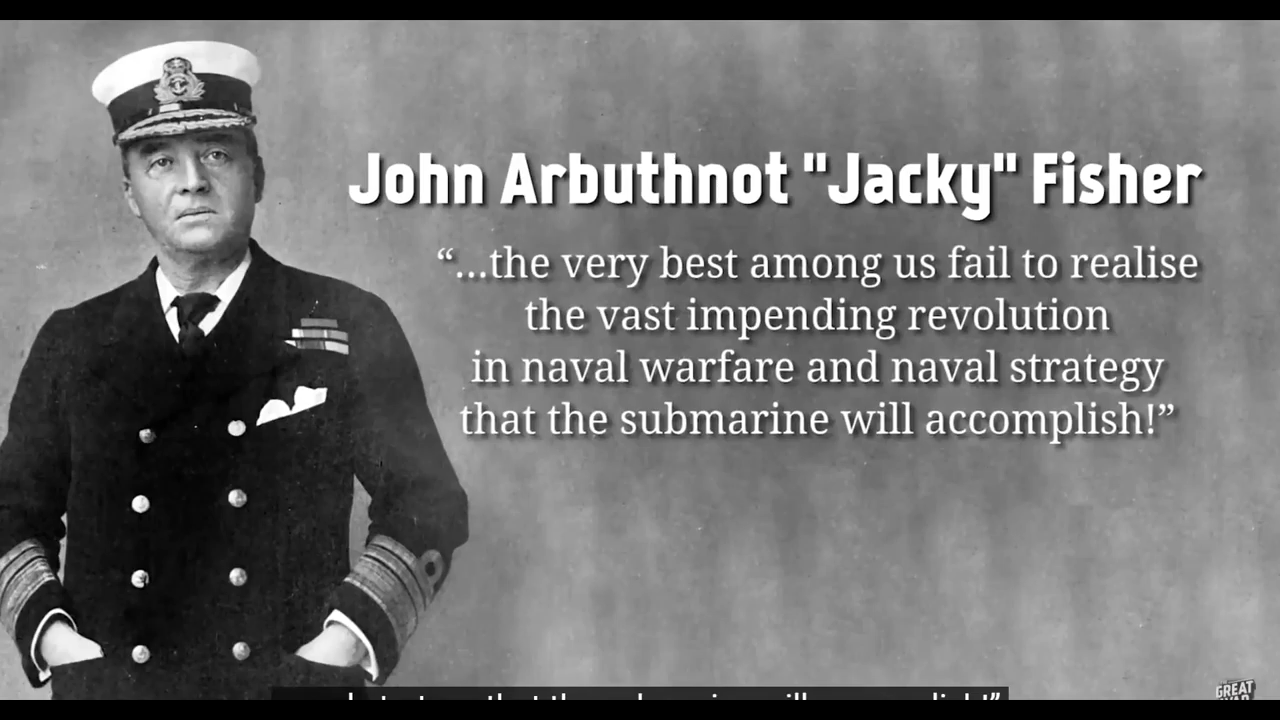 John Arbuthnot "Jacky" Fisher
“...the very best among us fail to realise
the vast impending revolution
in naval warfare and naval strategy
that the submarine will accomplish!”
GREAT